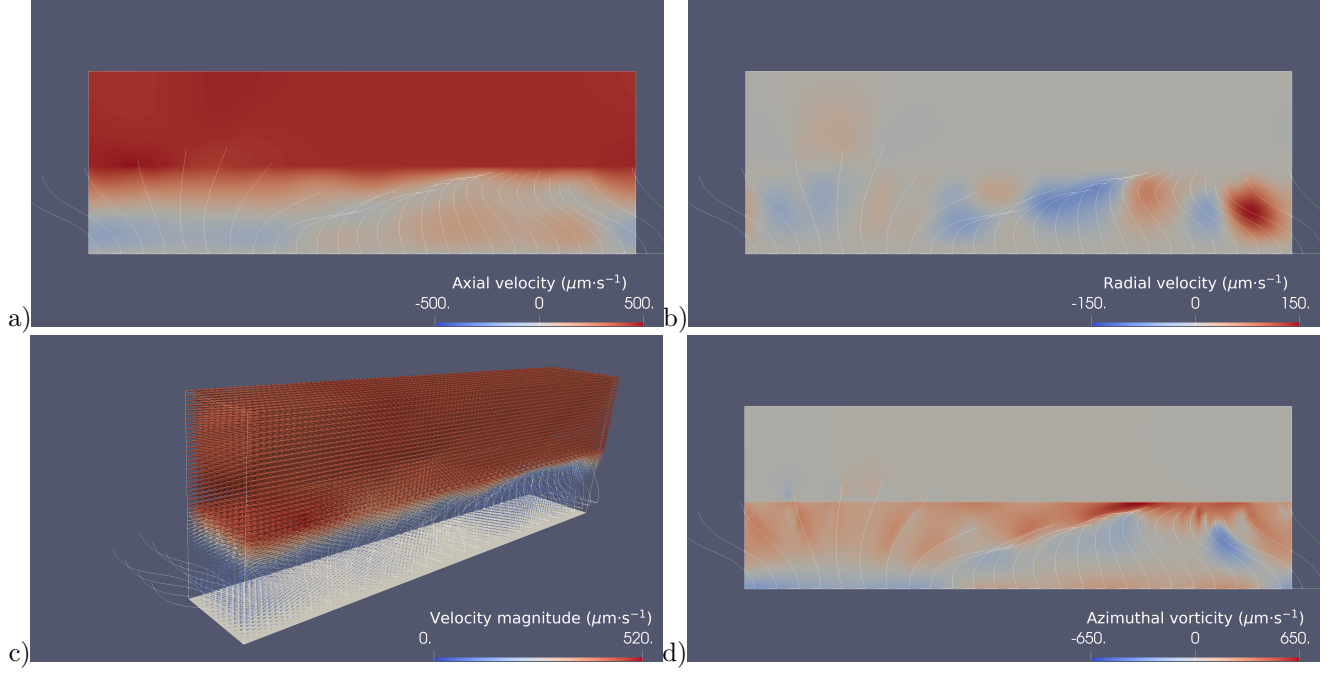 Axial velocity (μm·s⁻¹)
-500. 0 500.
a)
Radial velocity (μm·s⁻¹)
-150. 0 150.
b)
Velocity magnitude (μm·s⁻¹)
0. 520.
c)
Azimuthal vorticity (μm·s⁻¹)
-650. 0 650.
d)